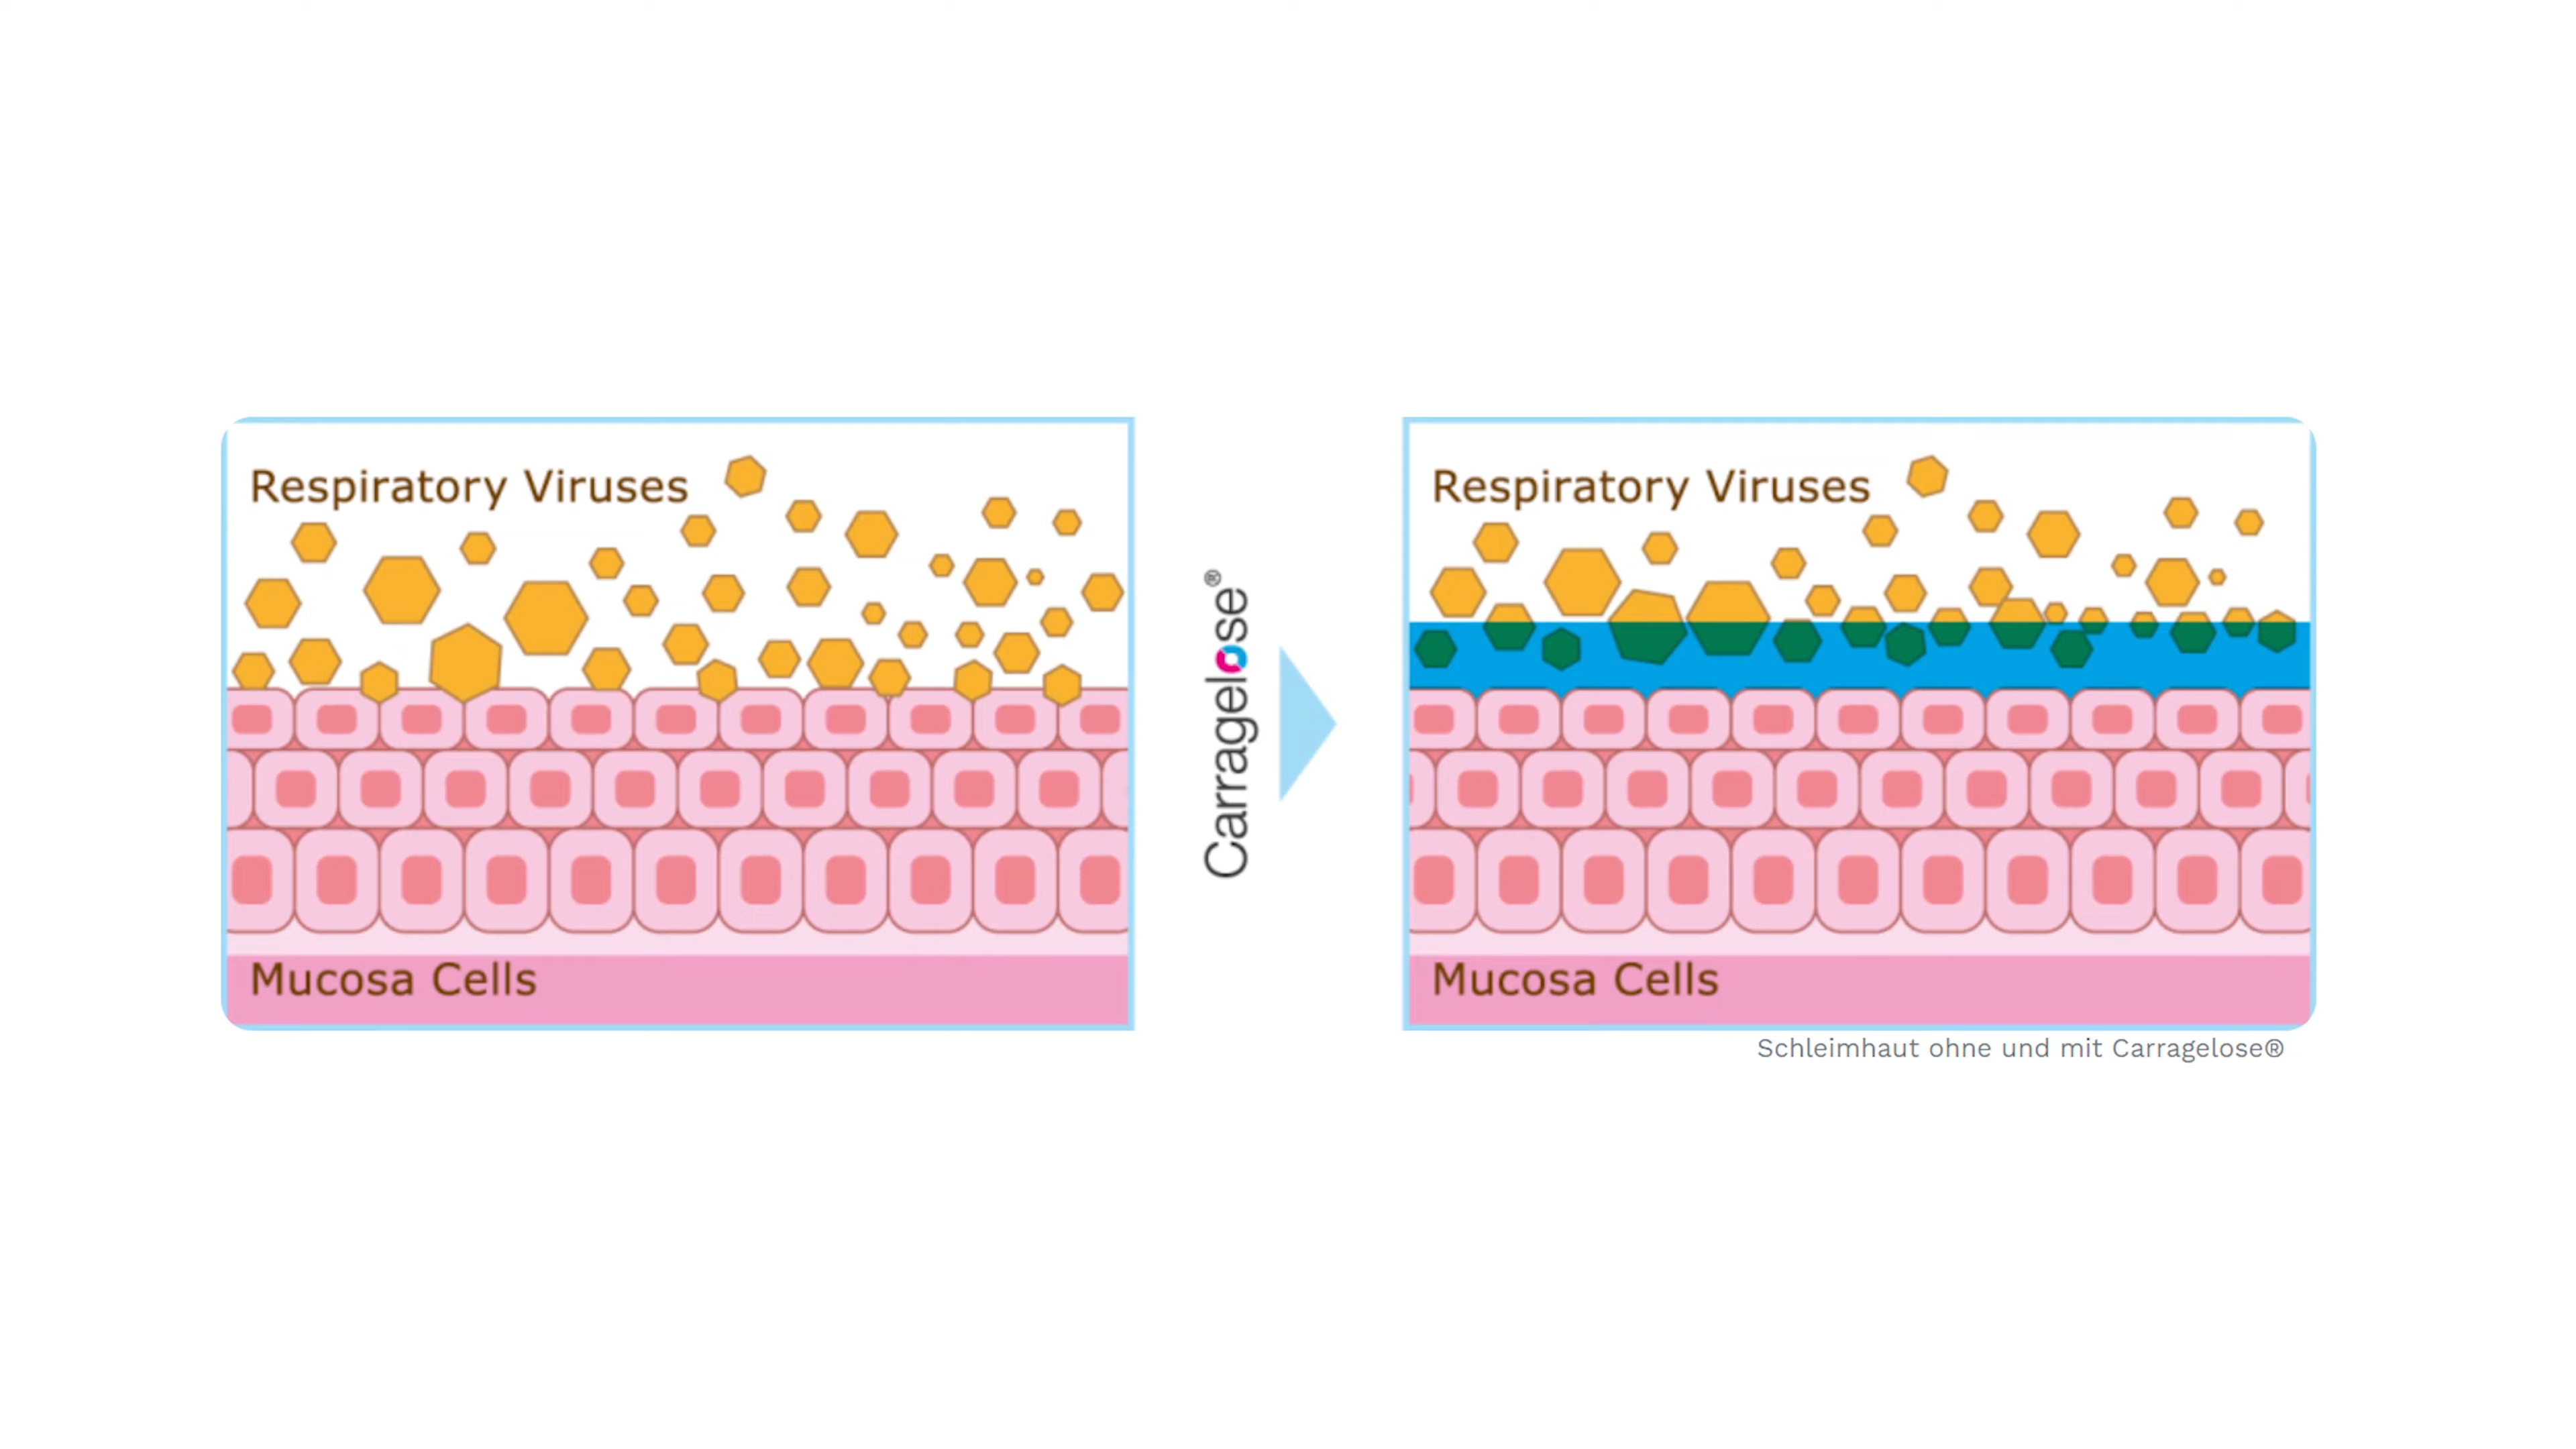 Respiratory Viruses
Mucosa Cells
Carragelose®
Respiratory Viruses
Mucosa Cells
Schleimhaut ohne und mit Carragelose®